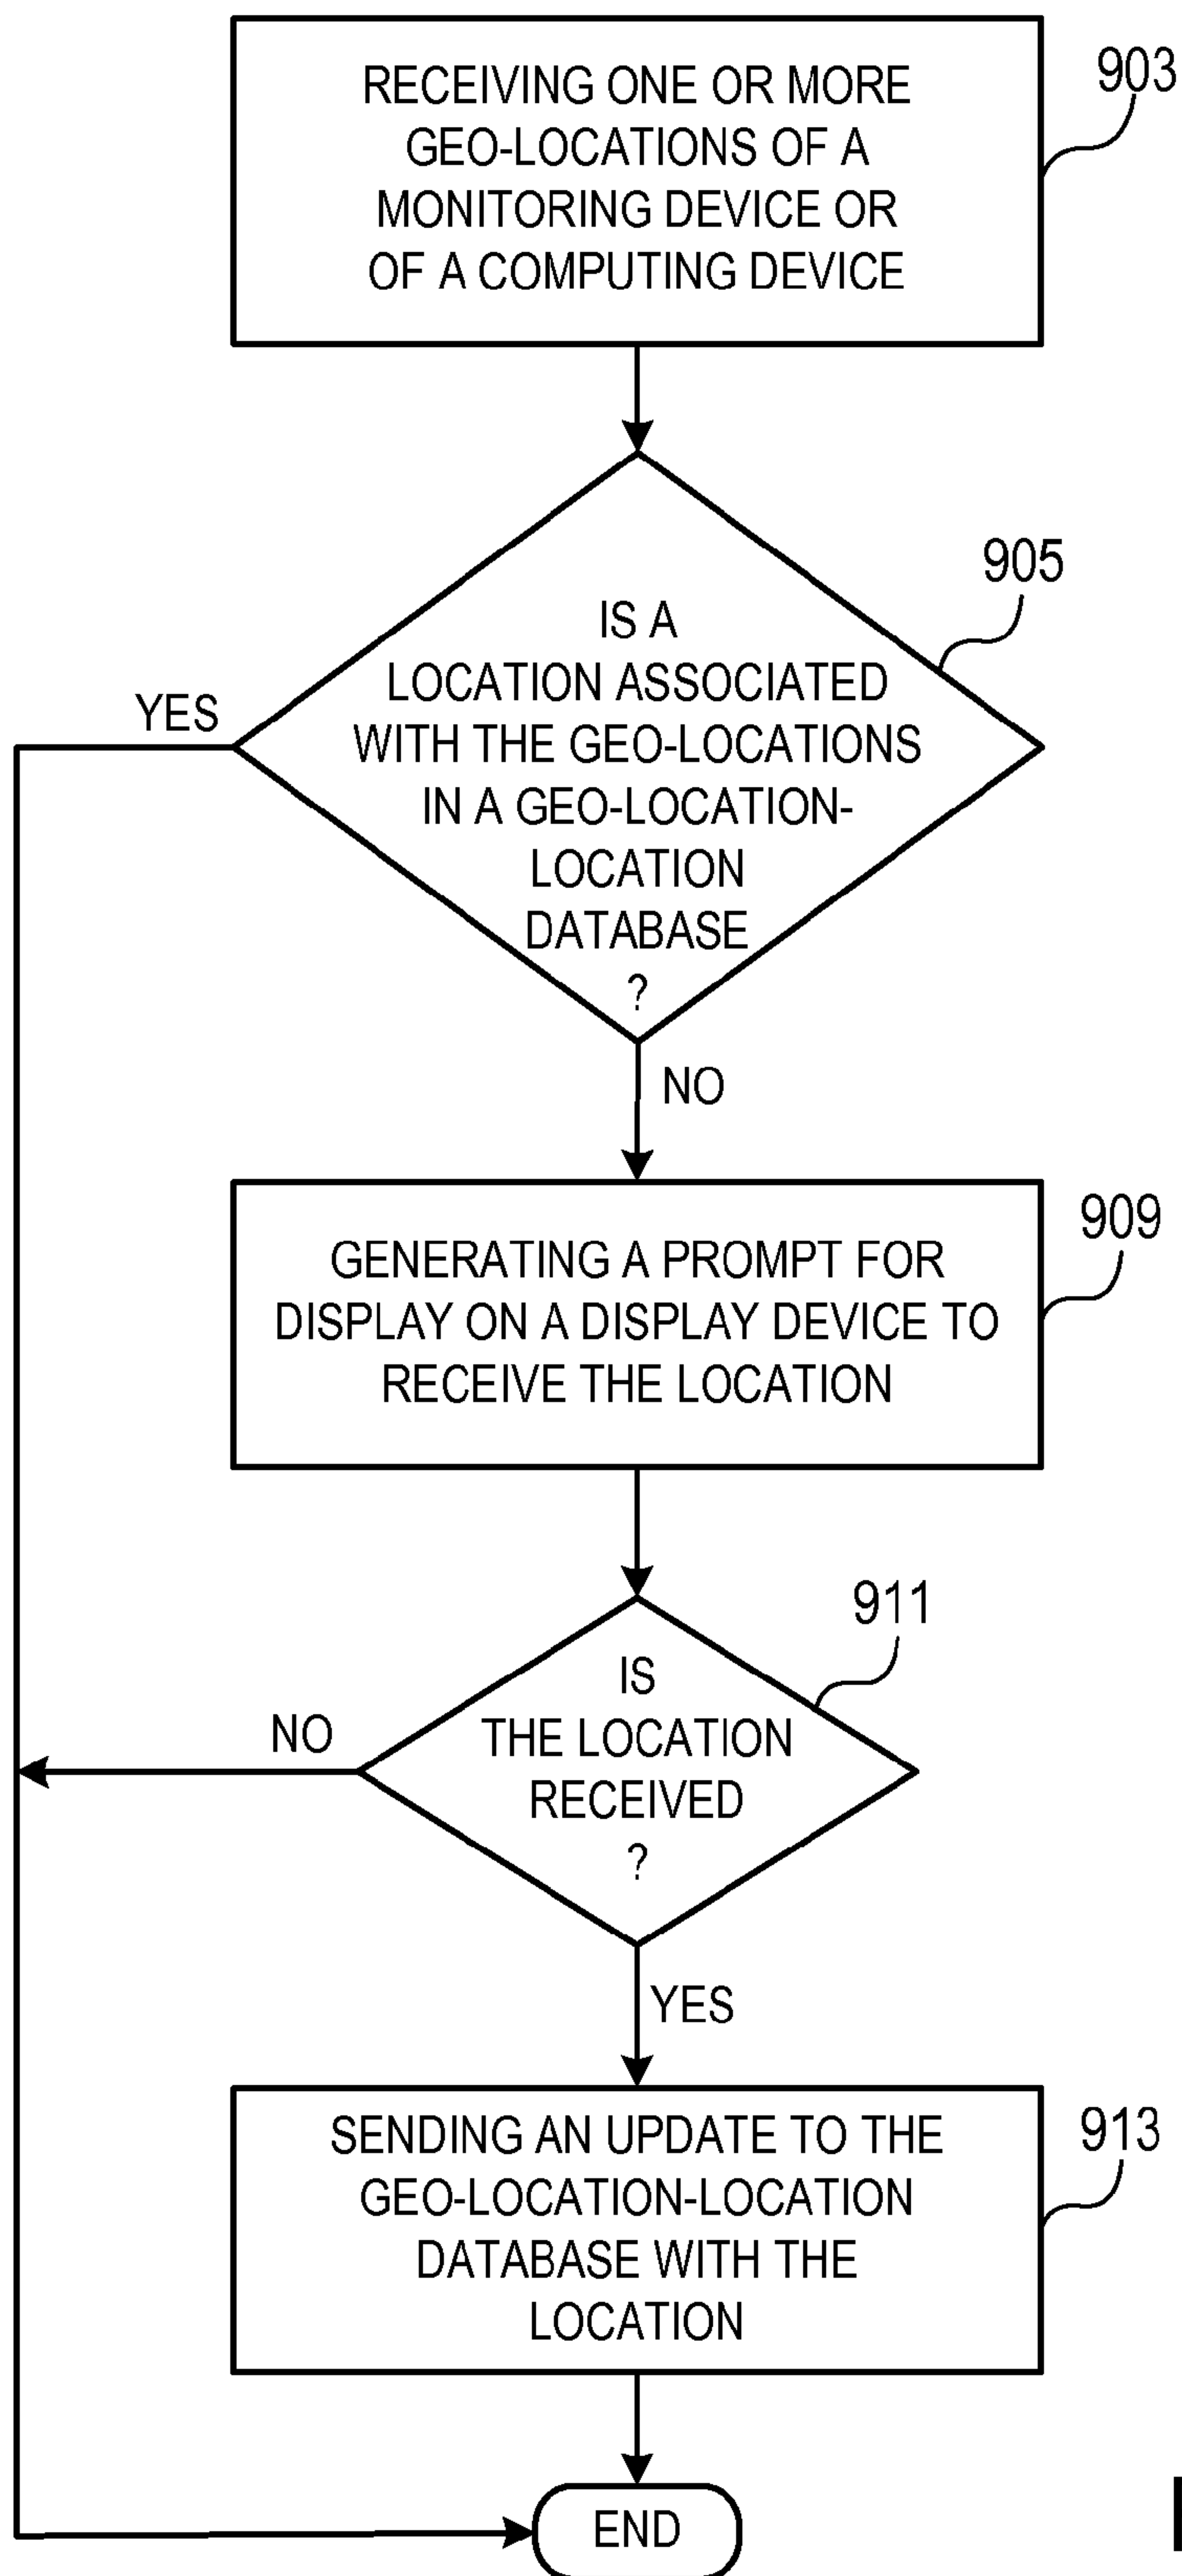 RECEIVING ONE OR MORE
GEO-LOCATIONS OF A
MONITORING DEVICE OR
OF A COMPUTING DEVICE
903
905
IS A
LOCATION ASSOCIATED
WITH THE GEO-LOCATIONS
IN A GEO-LOCATION-
LOCATION
DATABASE
?
YES
NO
909
GENERATING A PROMPT FOR
DISPLAY ON A DISPLAY DEVICE TO
RECEIVE THE LOCATION
911
IS
THE LOCATION
RECEIVED
?
NO
YES
913
SENDING AN UPDATE TO THE
GEO-LOCATION-LOCATION
DATABASE WITH THE
LOCATION
END